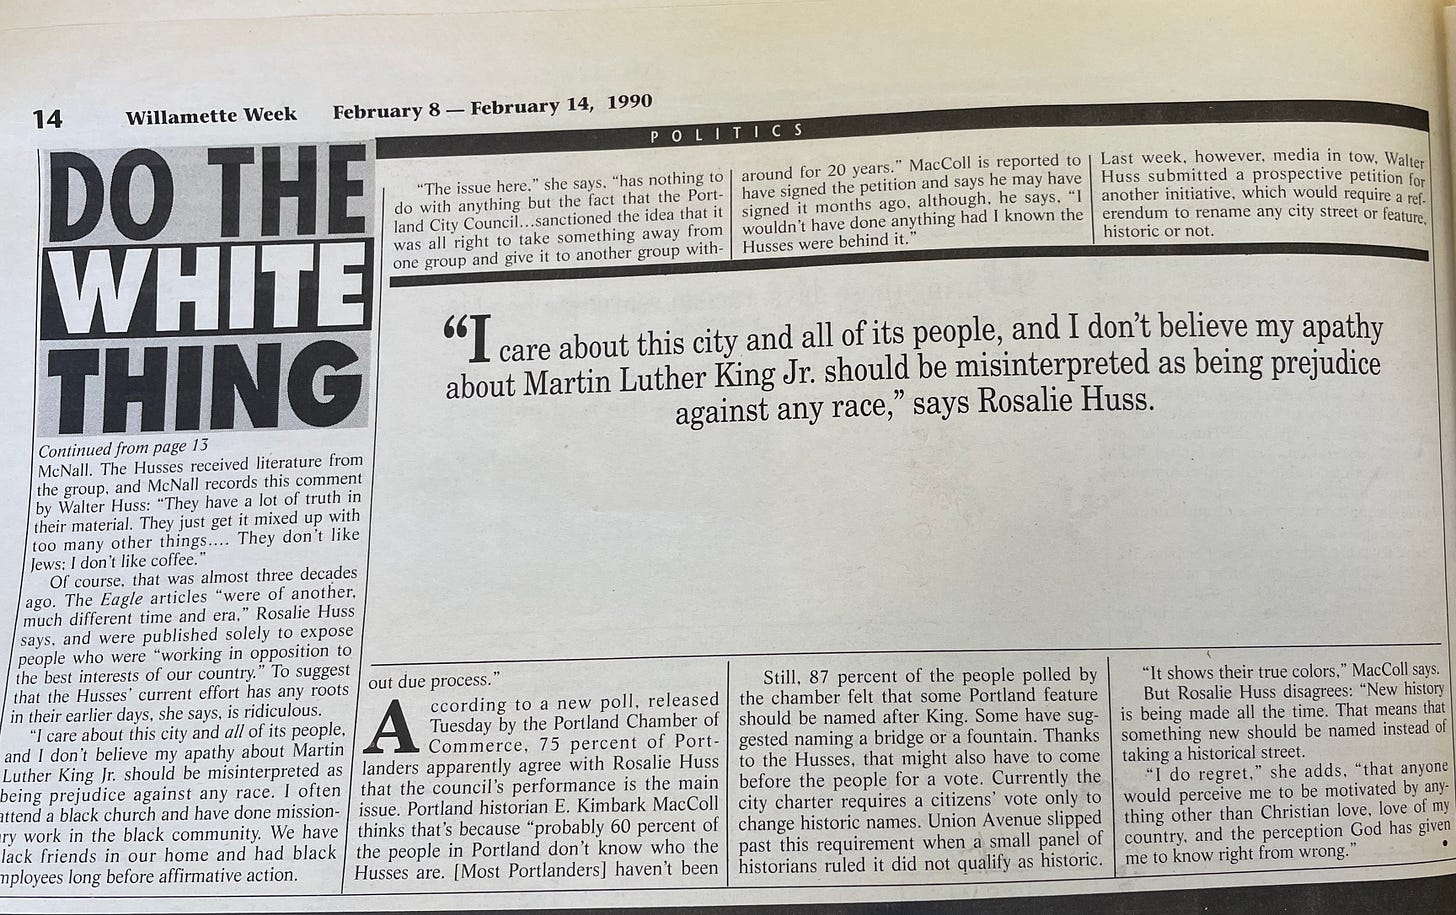 14 Willamette Week February 8 — February 14, 1990
POLITICS
DO THE
WHITE
THING
Continued from page 13
McNall. The Husses received literature from
the group, and McNall records this comment
by Walter Huss: “They have a lot of truth in
their material. They just get it mixed up with
too many other things.... They don’t like
Jews; I don’t like coffee.”
Of course, that was almost three decades
ago. The Eagle articles “were of another,
much different time and era,” Rosalie Huss
says, and were published solely to expose
people who were “working in opposition to
the best interests of our country.” To suggest
that the Husses’ current effort has any roots
in their earlier days, she says, is ridiculous.
“I care about this city and all of its people,
and I don’t believe my apathy about Martin
Luther King Jr. should be misinterpreted as
being prejudice against any race. I often
attend a black church and have done mission-
ry work in the black community. We have
lack friends in our home and had black
mployees long before affirmative action.
“The issue here,” she says, “has nothing to
do with anything but the fact that the Port-
land City Council...sanctioned the idea that it
was all right to take something away from
one group and give it to another group with-
out due process.”
According to a new poll, released
Tuesday by the Portland Chamber of
Commerce, 75 percent of Port-
landers apparently agree with Rosalie Huss
that the council’s performance is the main
issue. Portland historian E. Kimbark MacColl
thinks that’s because “probably 60 percent of
the people in Portland don’t know who the
Husses are. [Most Portlanders] haven’t been
around for 20 years.” MacColl is reported to
have signed the petition and says he may have
signed it months ago, although, he says, “I
wouldn’t have done anything had I known the
Husses were behind it.”
Still, 87 percent of the people polled by
the chamber felt that some Portland feature
should be named after King. Some have sug-
gested naming a bridge or a fountain. Thanks
to the Husses, that might also have to come
before the people for a vote. Currently the
city charter requires a citizens’ vote only to
change historic names. Union Avenue slipped
past this requirement when a small panel of
historians ruled it did not qualify as historic.
Last week, however, media in tow, Walter
Huss submitted a prospective petition for
another initiative, which would require a ref-
erendum to rename any city street or feature,
historic or not.
“It shows their true colors,” MacColl says.
But Rosalie Huss disagrees: “New history
is being made all the time. That means that
something new should be named instead of
taking a historical street.
“I do regret,” she adds, “that anyone
would perceive me to be motivated by any-
thing other than Christian love, love of my
country, and the perception God has given
me to know right from wrong.” •
“I care about this city and all of its people, and I don’t believe my apathy
about Martin Luther King Jr. should be misinterpreted as being prejudice
against any race,” says Rosalie Huss.